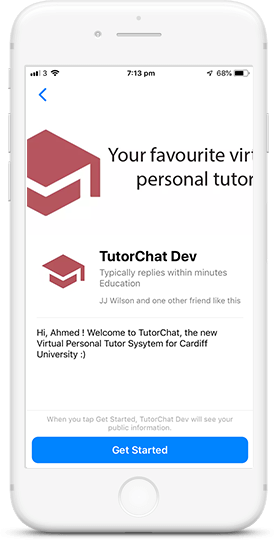 3 7:13 pm 68%
Your favourite virt
personal tutor
TutorChat Dev
Typically replies within minutes
Education
JJ Wilson and one other friend like this
Hi, Ahmed ! Welcome to TutorChat, the new
Virtual Personal Tutor Sysytem for Cardiff
University :)
When you tap Get Started, TutorChat Dev will see your
public information.
Get Started